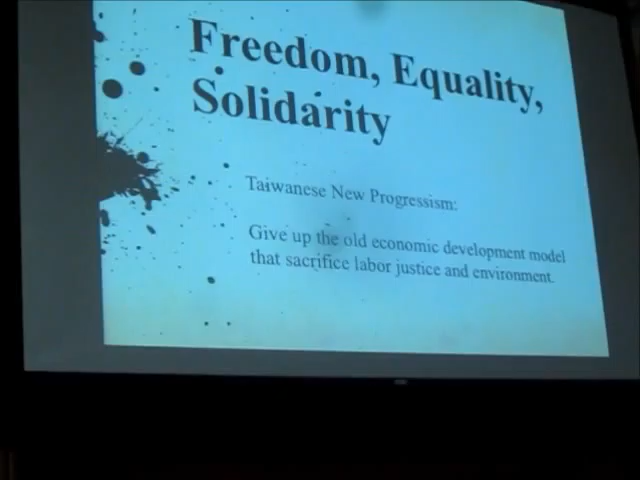 Freedom, Equality,
Solidarity
Taiwanese New Progressism:
Give up the old economic development model
that sacrifice labor justice and environment.